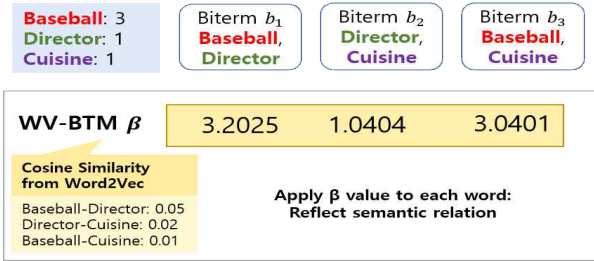 Baseball: 3
Director: 1
Cuisine: 1
Biterm b₁
Baseball,
Director
Biterm b₂
Director,
Cuisine
Biterm b₃
Baseball,
Cuisine
WV-BTM β 3.2025 1.0404 3.0401
Cosine Similarity
from Word2Vec
Baseball-Director: 0.05
Director-Cuisine: 0.02
Baseball-Cuisine: 0.01
Apply β value to each word:
Reflect semantic relation